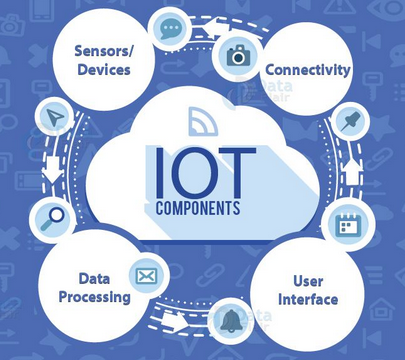 Sensors/
Devices
Connectivity
IOT
COMPONENTS
Data
Processing
User
Interface